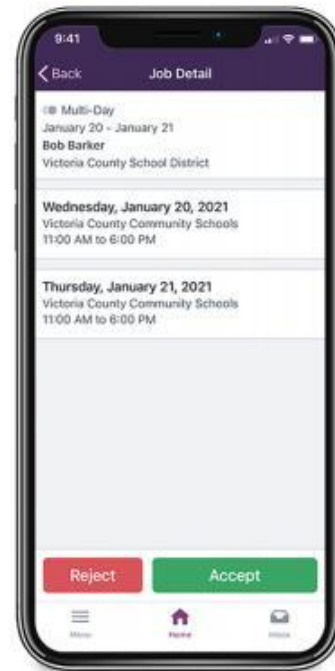 9:41
Back Job Detail
Multi-Day
January 20 - January 21
Bob Barker
Victoria County School District
Wednesday, January 20, 2021
Victoria County Community Schools
11:00 AM to 6:00 PM
Thursday, January 21, 2021
Victoria County Community Schools
11:00 AM to 6:00 PM
Reject Accept
Menu Home Inbox